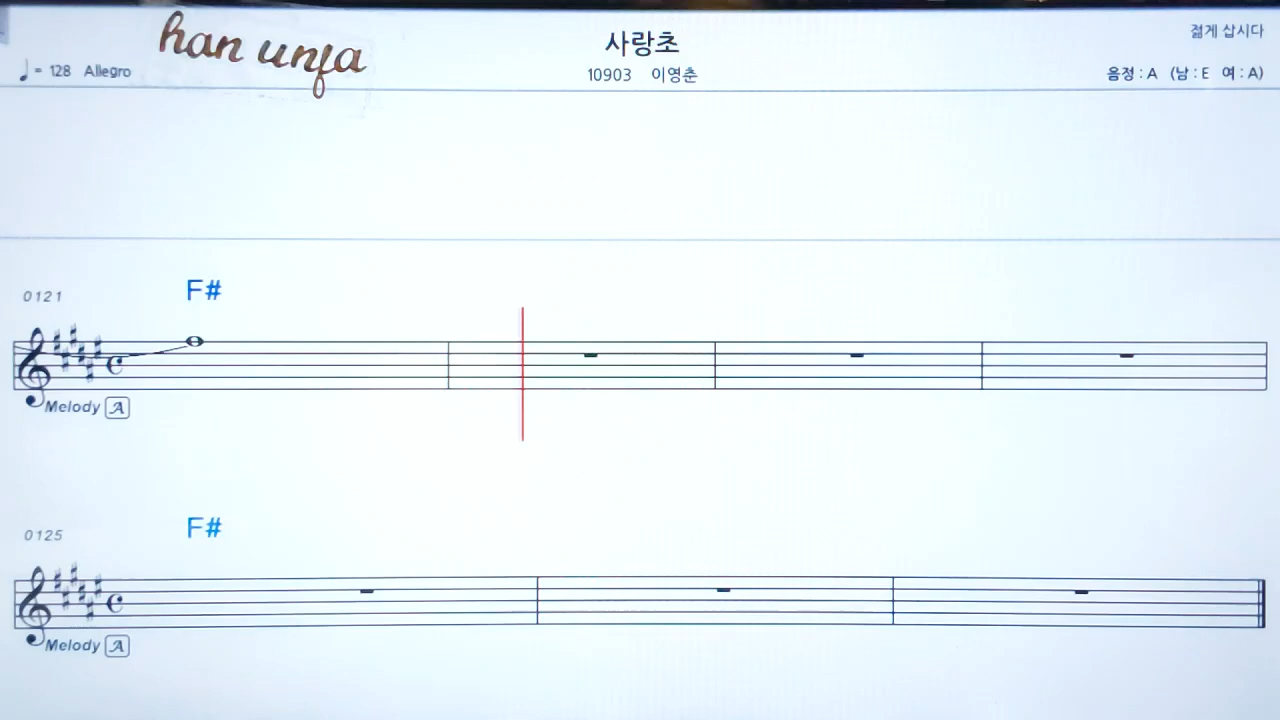 han unfa
사랑초
젊게 삽시다
♩= 128 Allegro
10903 이영춘
음정 : A (남 : E 여 : A)
0121
F#
Melody A
0125
F#
Melody A